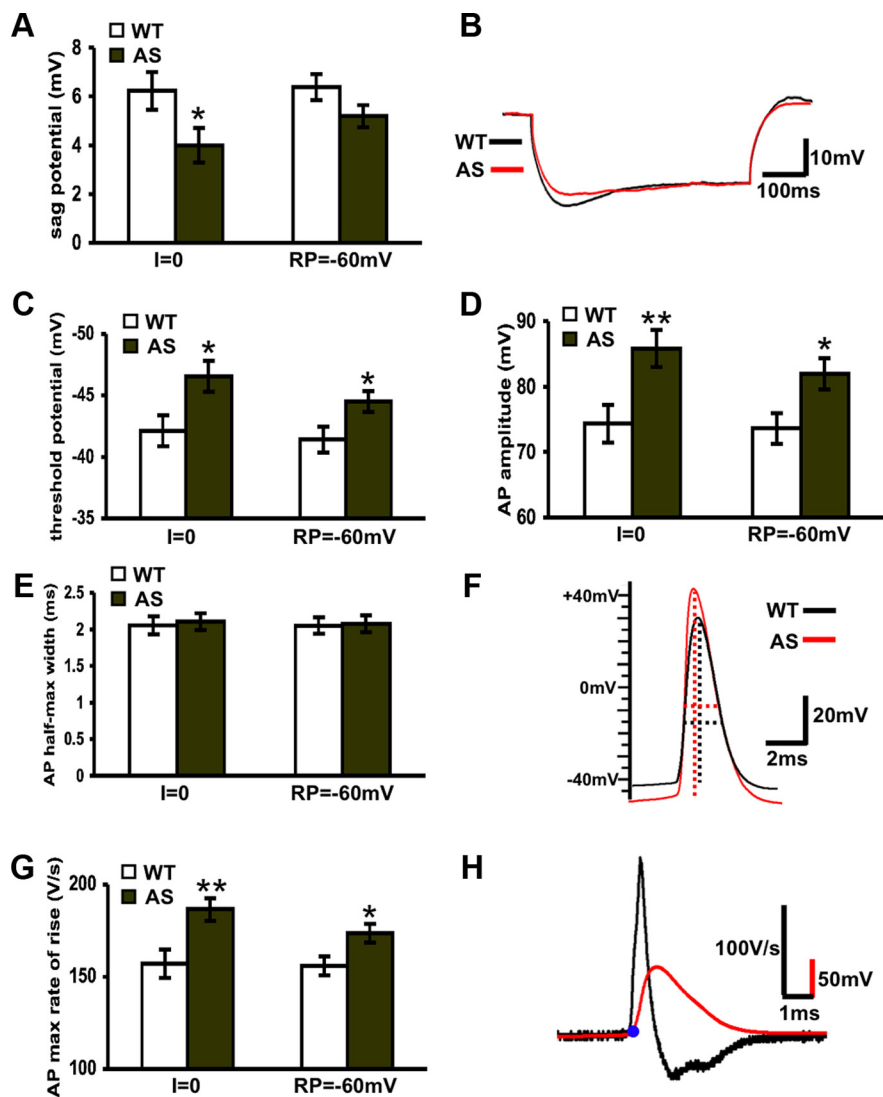 A
WT
AS
sag potential (mV)
8
6
4
2
0
*
I=0
RP=-60mV
B
WT
AS
10mV
100ms
C
WT
AS
threshold potential (mV)
-50
-45
-40
-35
*
*
I=0
RP=-60mV
D
WT
AS
AP amplitude (mV)
90
80
70
60
**
*
I=0
RP=-60mV
E
WT
AS
AP half-max width (ms)
2.5
2
1.5
1
0.5
0
I=0
RP=-60mV
F
+40mV
0mV
-40mV
WT
AS
20mV
2ms
G
WT
AS
AP max rate of rise (V/s)
200
150
100
**
*
I=0
RP=-60mV
H
100V/s
50mV
1ms